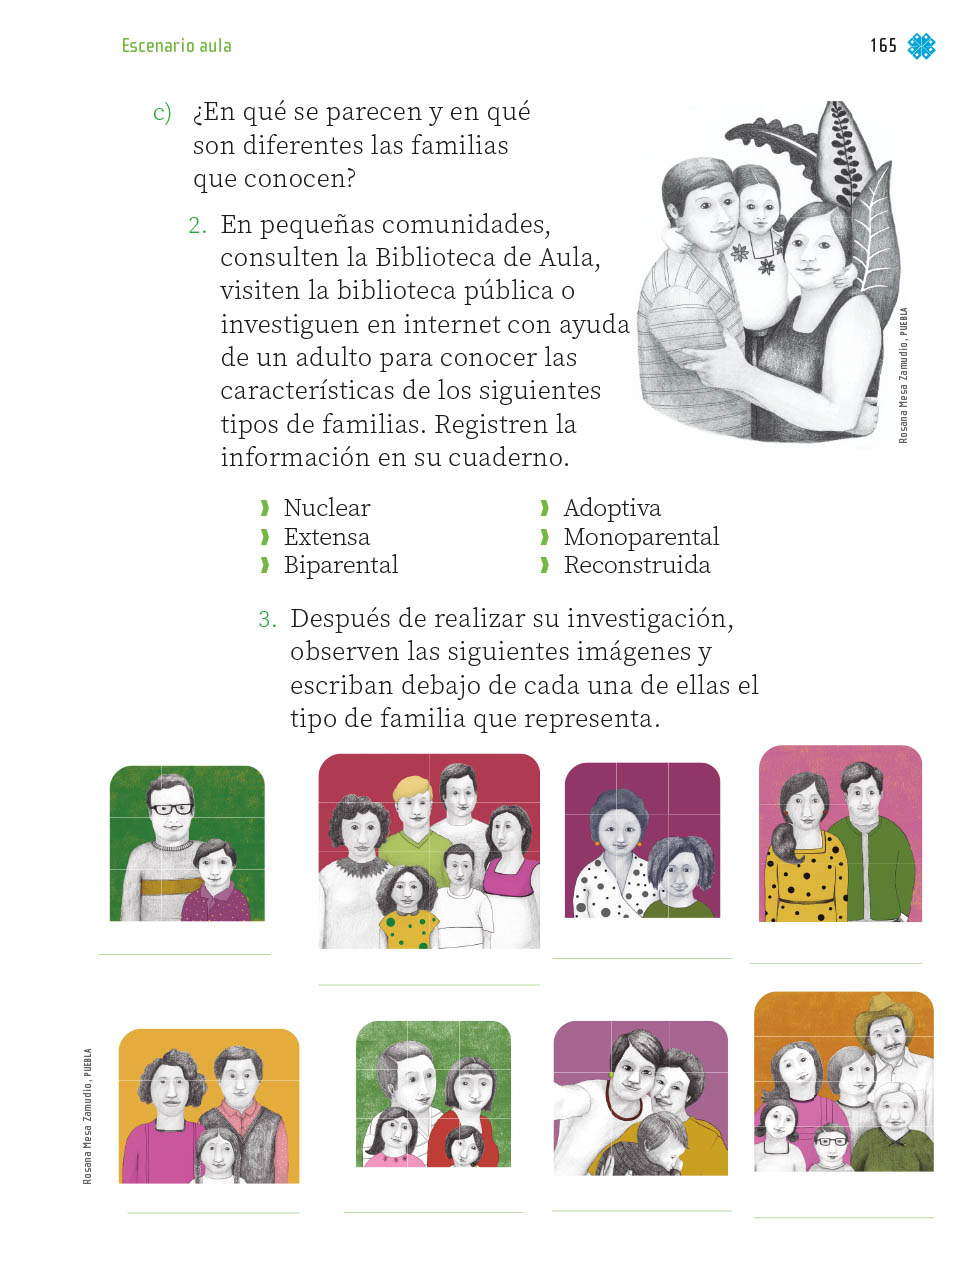 Escenario aula
165
c) ¿En qué se parecen y en qué
son diferentes las familias
que conocen?
2. En pequeñas comunidades,
consulten la Biblioteca de Aula,
visiten la biblioteca pública o
investiguen en internet con ayuda
de un adulto para conocer las
características de los siguientes
tipos de familias. Registren la
información en su cuaderno.
Rosana Mesa Zamudio, PUEBLA
Nuclear
Extensa
Biparental
Adoptiva
Monoparental
Reconstruida
3. Después de realizar su investigación,
observen las siguientes imágenes y
escriban debajo de cada una de ellas el
tipo de familia que representa.
Rosana Mesa Zamudio, PUEBLA